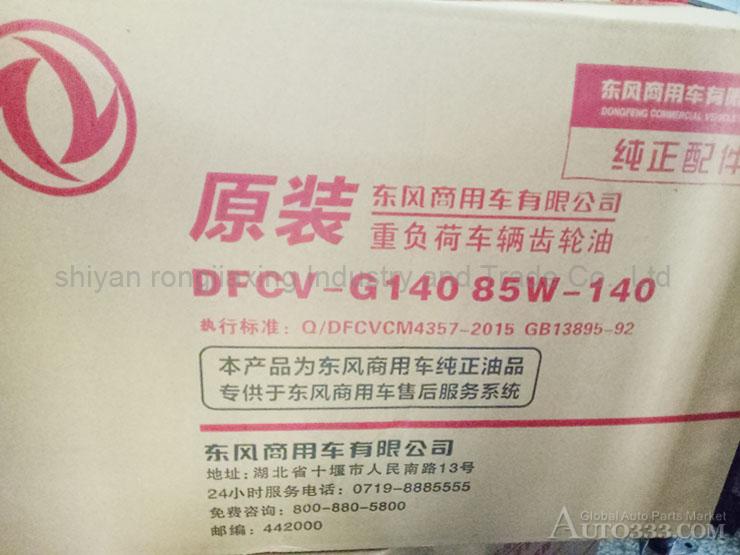 东风商用车有限
DONGFENG COMMERCIAL VEHICLE
纯正配件
原装
东风商用车有限公司
重负荷车辆齿轮油
shiyan rongjiaxing Industry and Trade Co., Ltd
DFCV-G140 85W-140
执行标准: Q/DFCVCM4357-2015 GB13895-92
本产品为东风商用车纯正油品
专供于东风商用车售后服务系统
东风商用车有限公司
地址: 湖北省十堰市人民南路13号
24小时服务电话: 0719-8885555
免费咨询: 800-880-5800
邮编: 442000
Global Auto Parts Market
AUTO333.COM